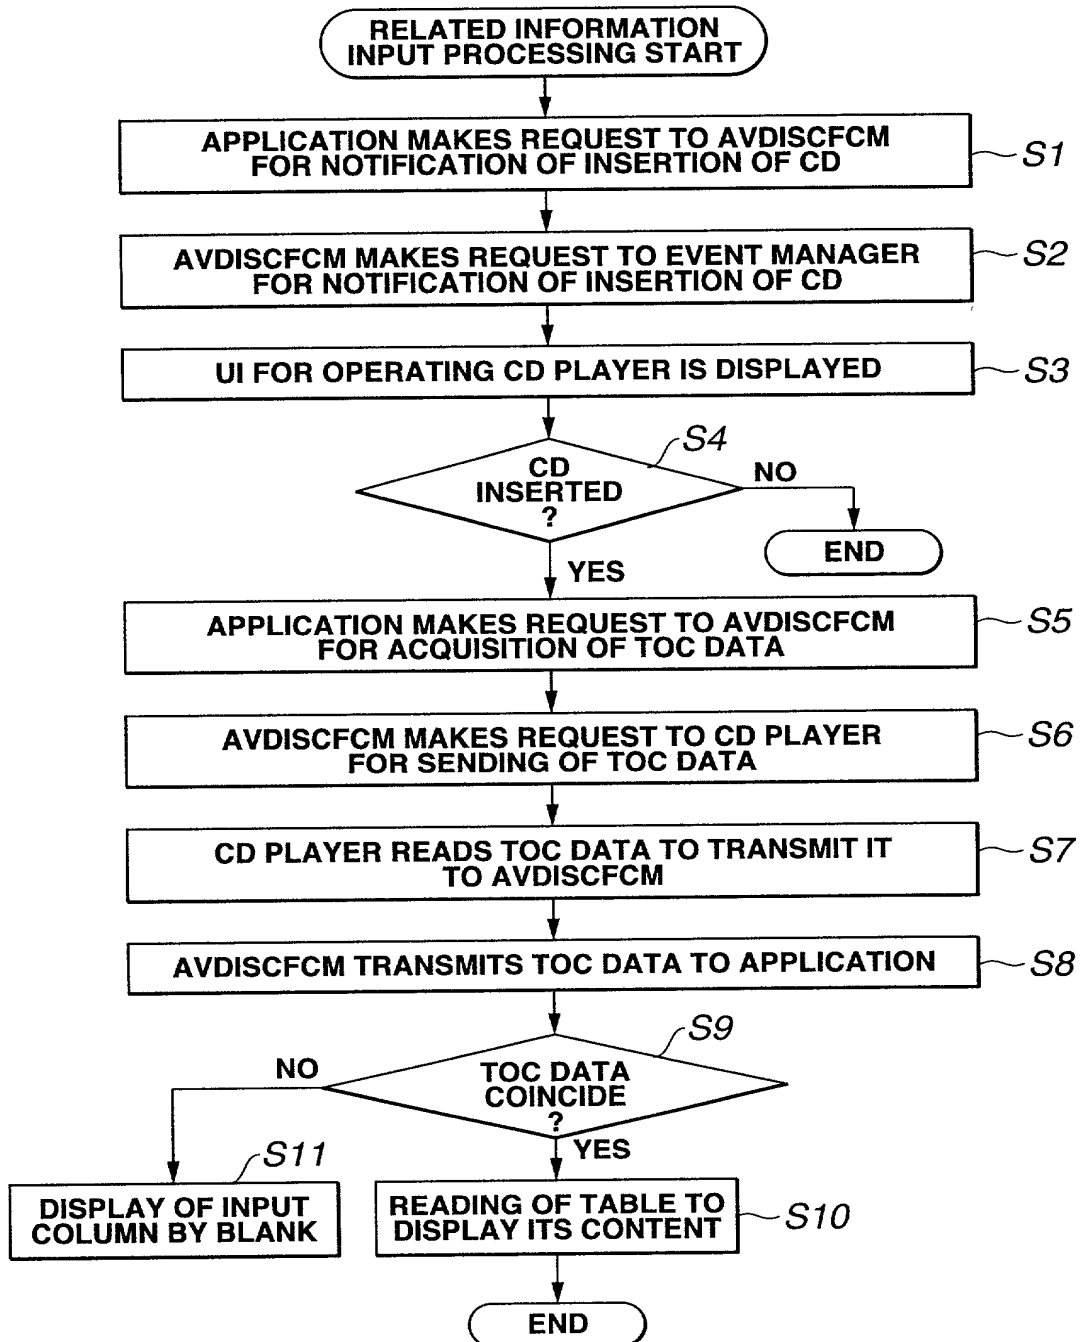 RELATED INFORMATION
INPUT PROCESSING START
APPLICATION MAKES REQUEST TO AVDISCFCM
FOR NOTIFICATION OF INSERTION OF CD
S1
AVDISCFCM MAKES REQUEST TO EVENT MANAGER
FOR NOTIFICATION OF INSERTION OF CD
S2
UI FOR OPERATING CD PLAYER IS DISPLAYED
S3
S4
CD
INSERTED
?
NO
END
YES
APPLICATION MAKES REQUEST TO AVDISCFCM
FOR ACQUISITION OF TOC DATA
S5
AVDISCFCM MAKES REQUEST TO CD PLAYER
FOR SENDING OF TOC DATA
S6
CD PLAYER READS TOC DATA TO TRANSMIT IT
TO AVDISCFCM
S7
AVDISCFCM TRANSMITS TOC DATA TO APPLICATION
S8
S9
TOC DATA
COINCIDE
?
NO
YES
S11
DISPLAY OF INPUT
COLUMN BY BLANK
READING OF TABLE TO
DISPLAY ITS CONTENT
S10
END